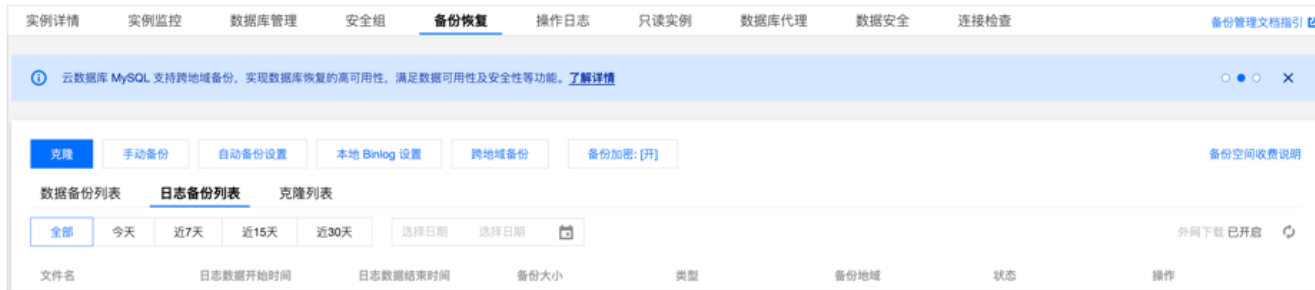 实例详情 实例监控 数据库管理 安全组 备份恢复 操作日志 只读实例 数据库代理 数据安全 连接检查 备份管理文档指引
云数据库 MySQL 支持跨地域备份，实现数据库恢复的高可用性，满足数据可用性及安全性等功能。了解详情
克隆 手动备份 自动备份设置 本地 Binlog 设置 跨地域备份 备份加密: [开] 备份空间收费说明
数据备份列表 日志备份列表 克隆列表
全部 今天 近7天 近15天 近30天 选择日期 选择日期 外网下载 已开启
文件名 日志数据开始时间 日志数据结束时间 备份大小 类型 备份地域 状态 操作